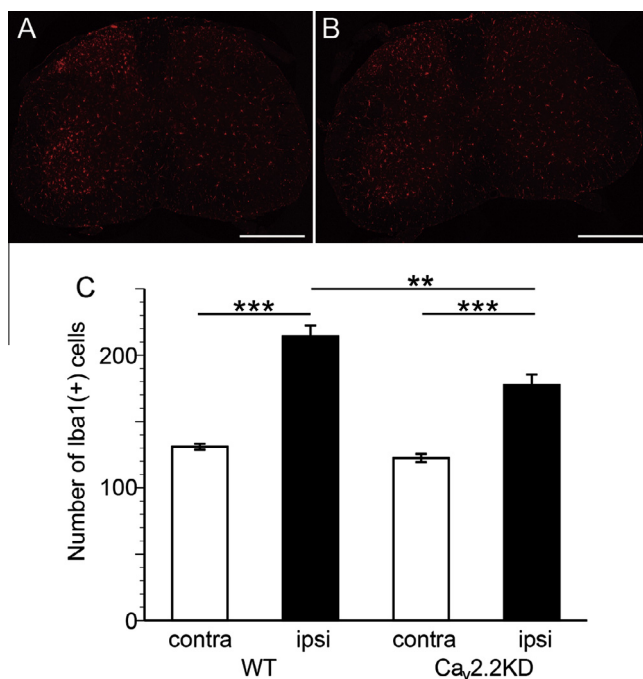 A
B
C
**
***
***
Number of Iba1(+) cells
200
100
0
contra
ipsi
contra
ipsi
WT
Caᵥ2.2KD